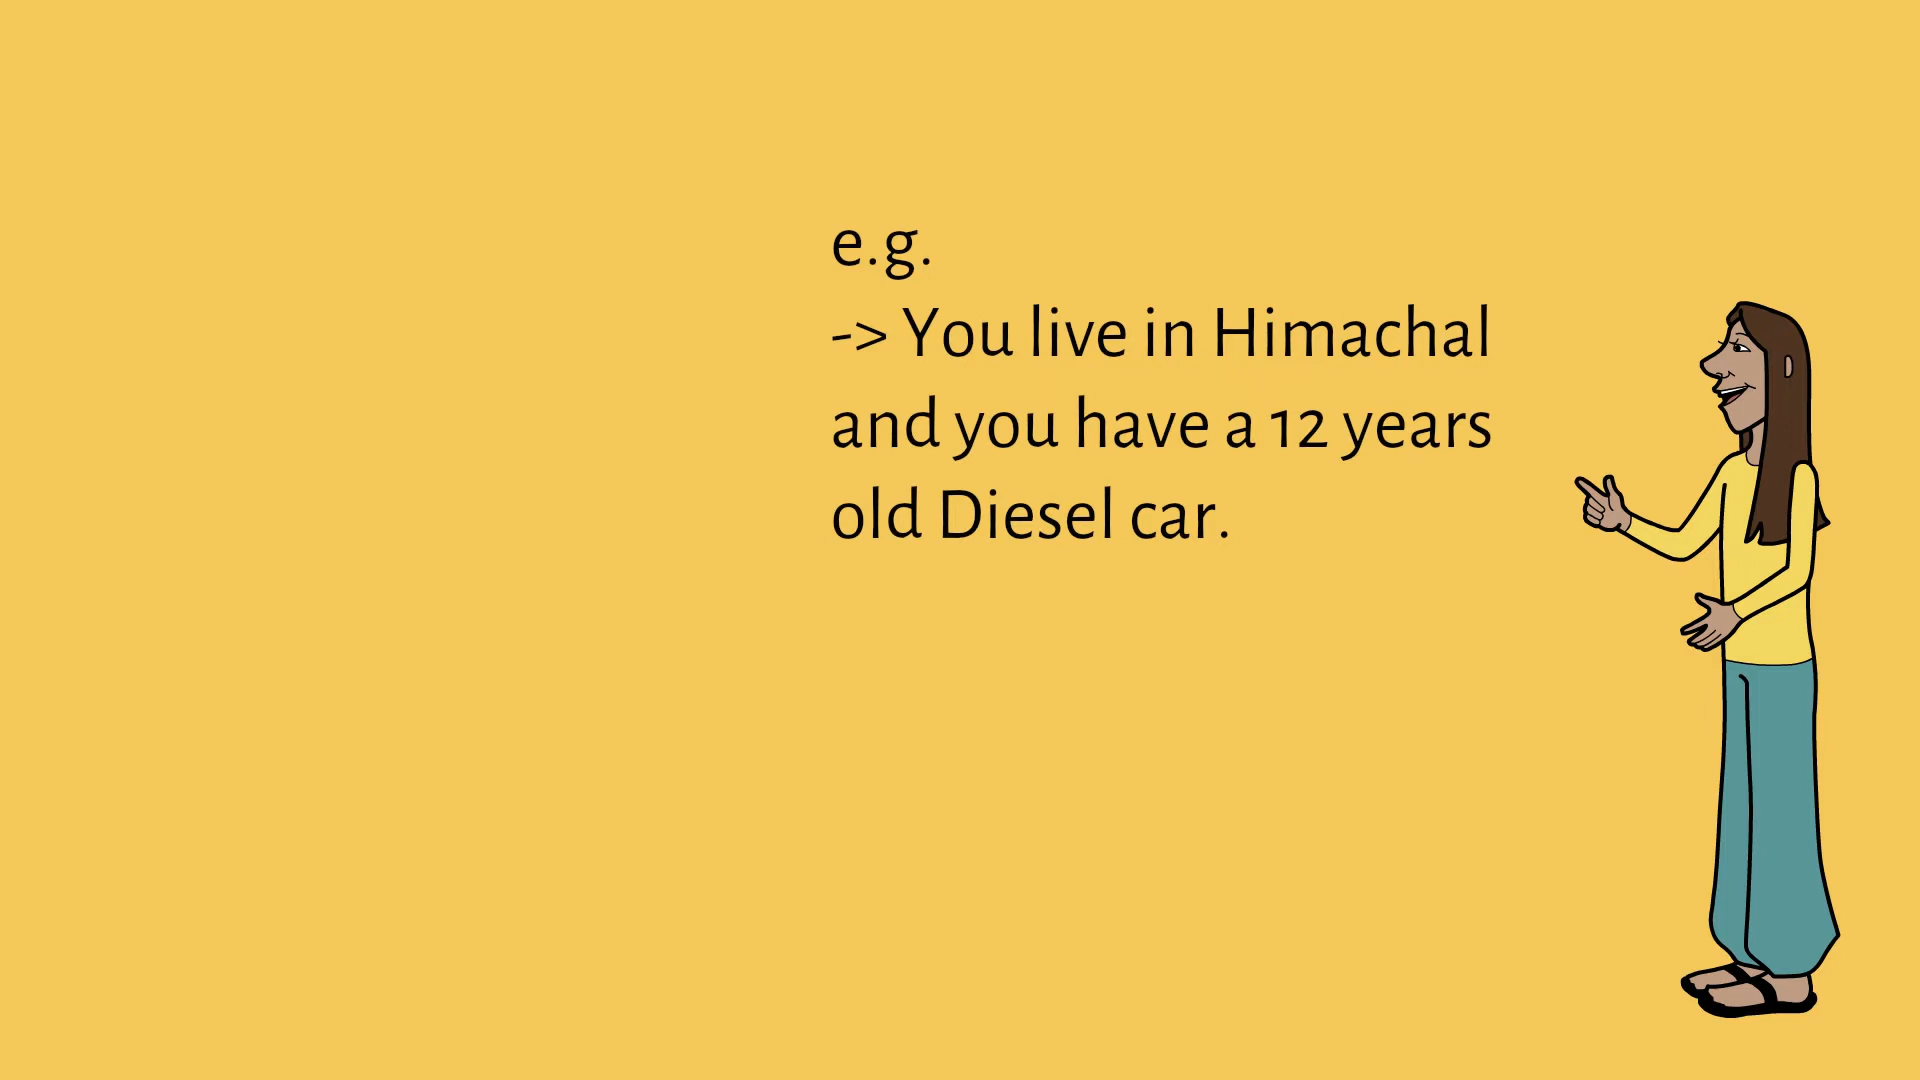 e.g.
-> You live in Himachal
and you have a 12 years
old Diesel car.